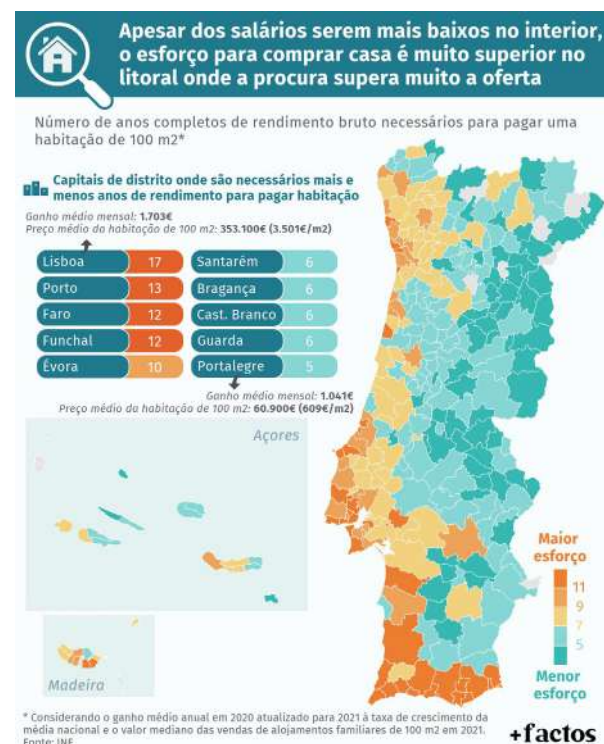 Apesar dos salários serem mais baixos no interior,
o esforço para comprar casa é muito superior no
litoral onde a procura supera muito a oferta
Número de anos completos de rendimento bruto necessários para pagar uma
habitação de 100 m2*
Capitais de distrito onde são necessários mais e
menos anos de rendimento para pagar habitação
Ganho médio mensal: 1.703€
Preço médio da habitação de 100 m2: 353.100€ (3.501€/m2)
Lisboa 17
Porto 13
Faro 12
Funchal 12
Évora 10
Santarém 6
Bragança 6
Cast. Branco 6
Guarda 6
Portalegre 5
Ganho médio mensal: 1.041€
Preço médio da habitação de 100 m2: 60.900€ (609€/m2)
Açores
Madeira
Maior
esforço
11
9
7
5
Menor
esforço
* Considerando o ganho médio anual em 2020 atualizado para 2021 à taxa de crescimento da
média nacional e o valor mediano das vendas de alojamentos familiares de 100 m2 em 2021.
Fonte: INE
+factos